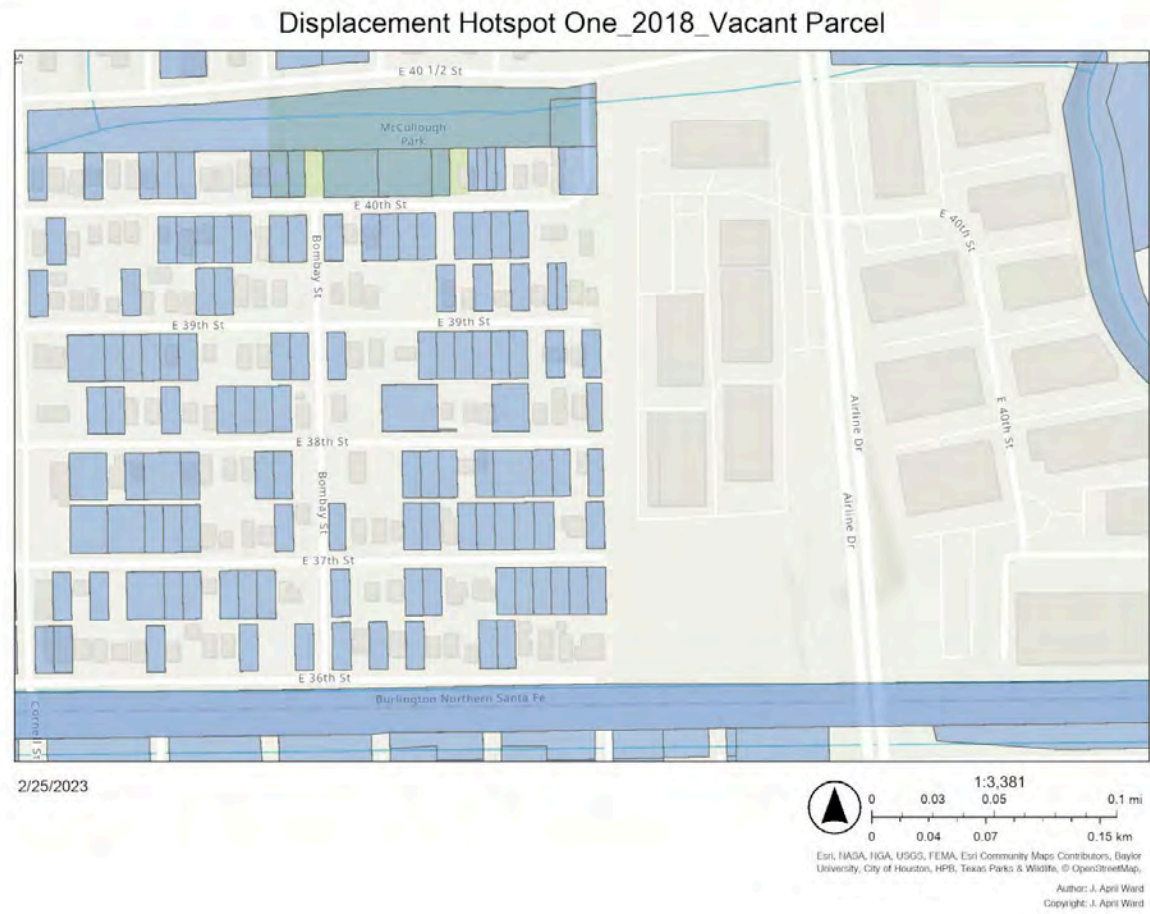 Displacement Hotspot One_2018_Vacant Parcel
St
E 40 1/2 St
McCullough
Park
E 40th St
E 40th St
Bombay St
E 39th St
E 39th St
Airline Dr
E 40th St
E 38th St
Bombay St
Airline Dr
E 37th St
E 36th St
Burlington Northern Santa Fe
Cornell St
2/25/2023
1:3,381
0 0.03 0.05 0.1 mi
0 0.04 0.07 0.15 km
Esri, NASA, NGA, USGS, FEMA, Esri Community Maps Contributors, Baylor
University, City of Houston, HPB, Texas Parks & Wildlife, © OpenStreetMap,
Author: J. April Ward
Copyright: J. April Ward